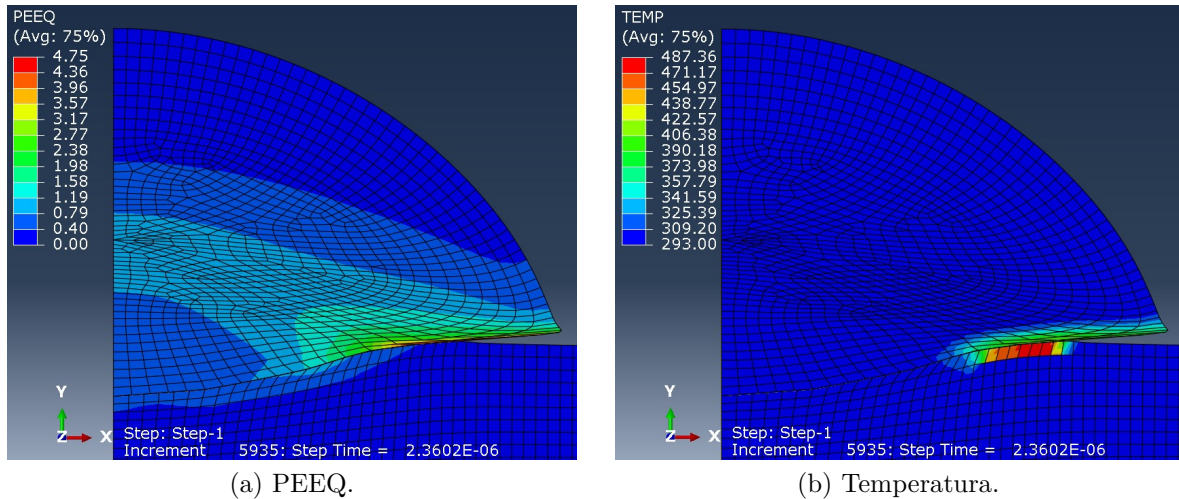 PEEQ
(Avg: 75%)
4.75
4.36
3.96
3.57
3.17
2.77
2.38
1.98
1.58
1.19
0.79
0.40
0.00
Y
Z X
Step: Step-1
Increment 5935: Step Time = 2.3602E-06
(a) PEEQ.
TEMP
(Avg: 75%)
487.36
471.17
454.97
438.77
422.57
406.38
390.18
373.98
357.79
341.59
325.39
309.20
293.00
Y
Z X
Step: Step-1
Increment 5935: Step Time = 2.3602E-06
(b) Temperatura.